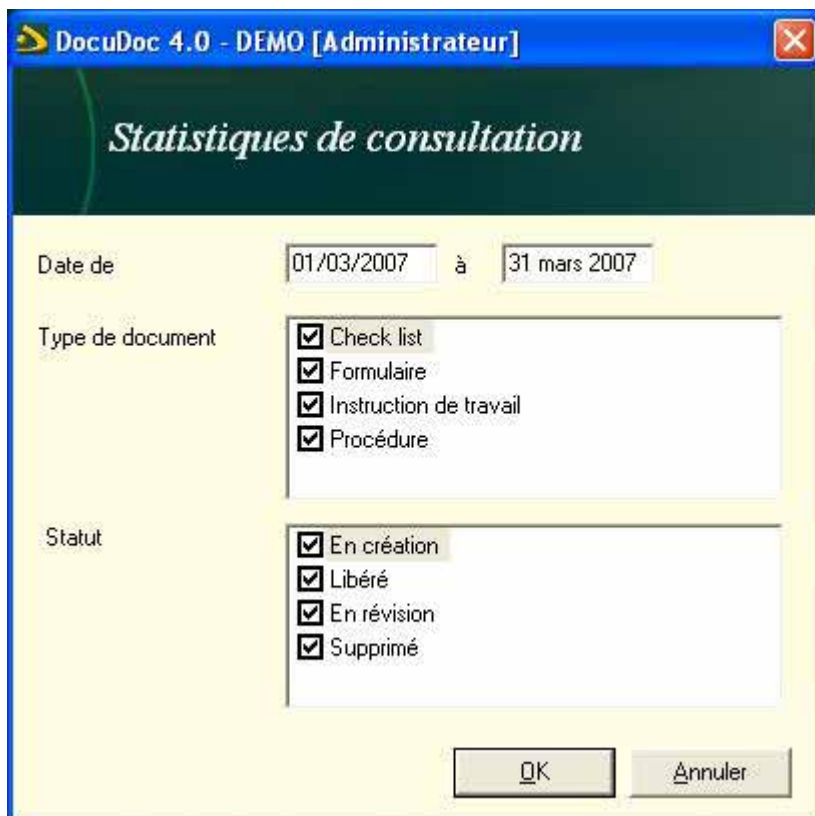 DocuDoc 4.0 - DEMO [Administrateur]
Statistiques de consultation
Date de 01/03/2007 à 31 mars 2007
Type de document
Check list
Formulaire
Instruction de travail
Procédure
Statut
En création
Libéré
En révision
Supprimé
OK Annuler